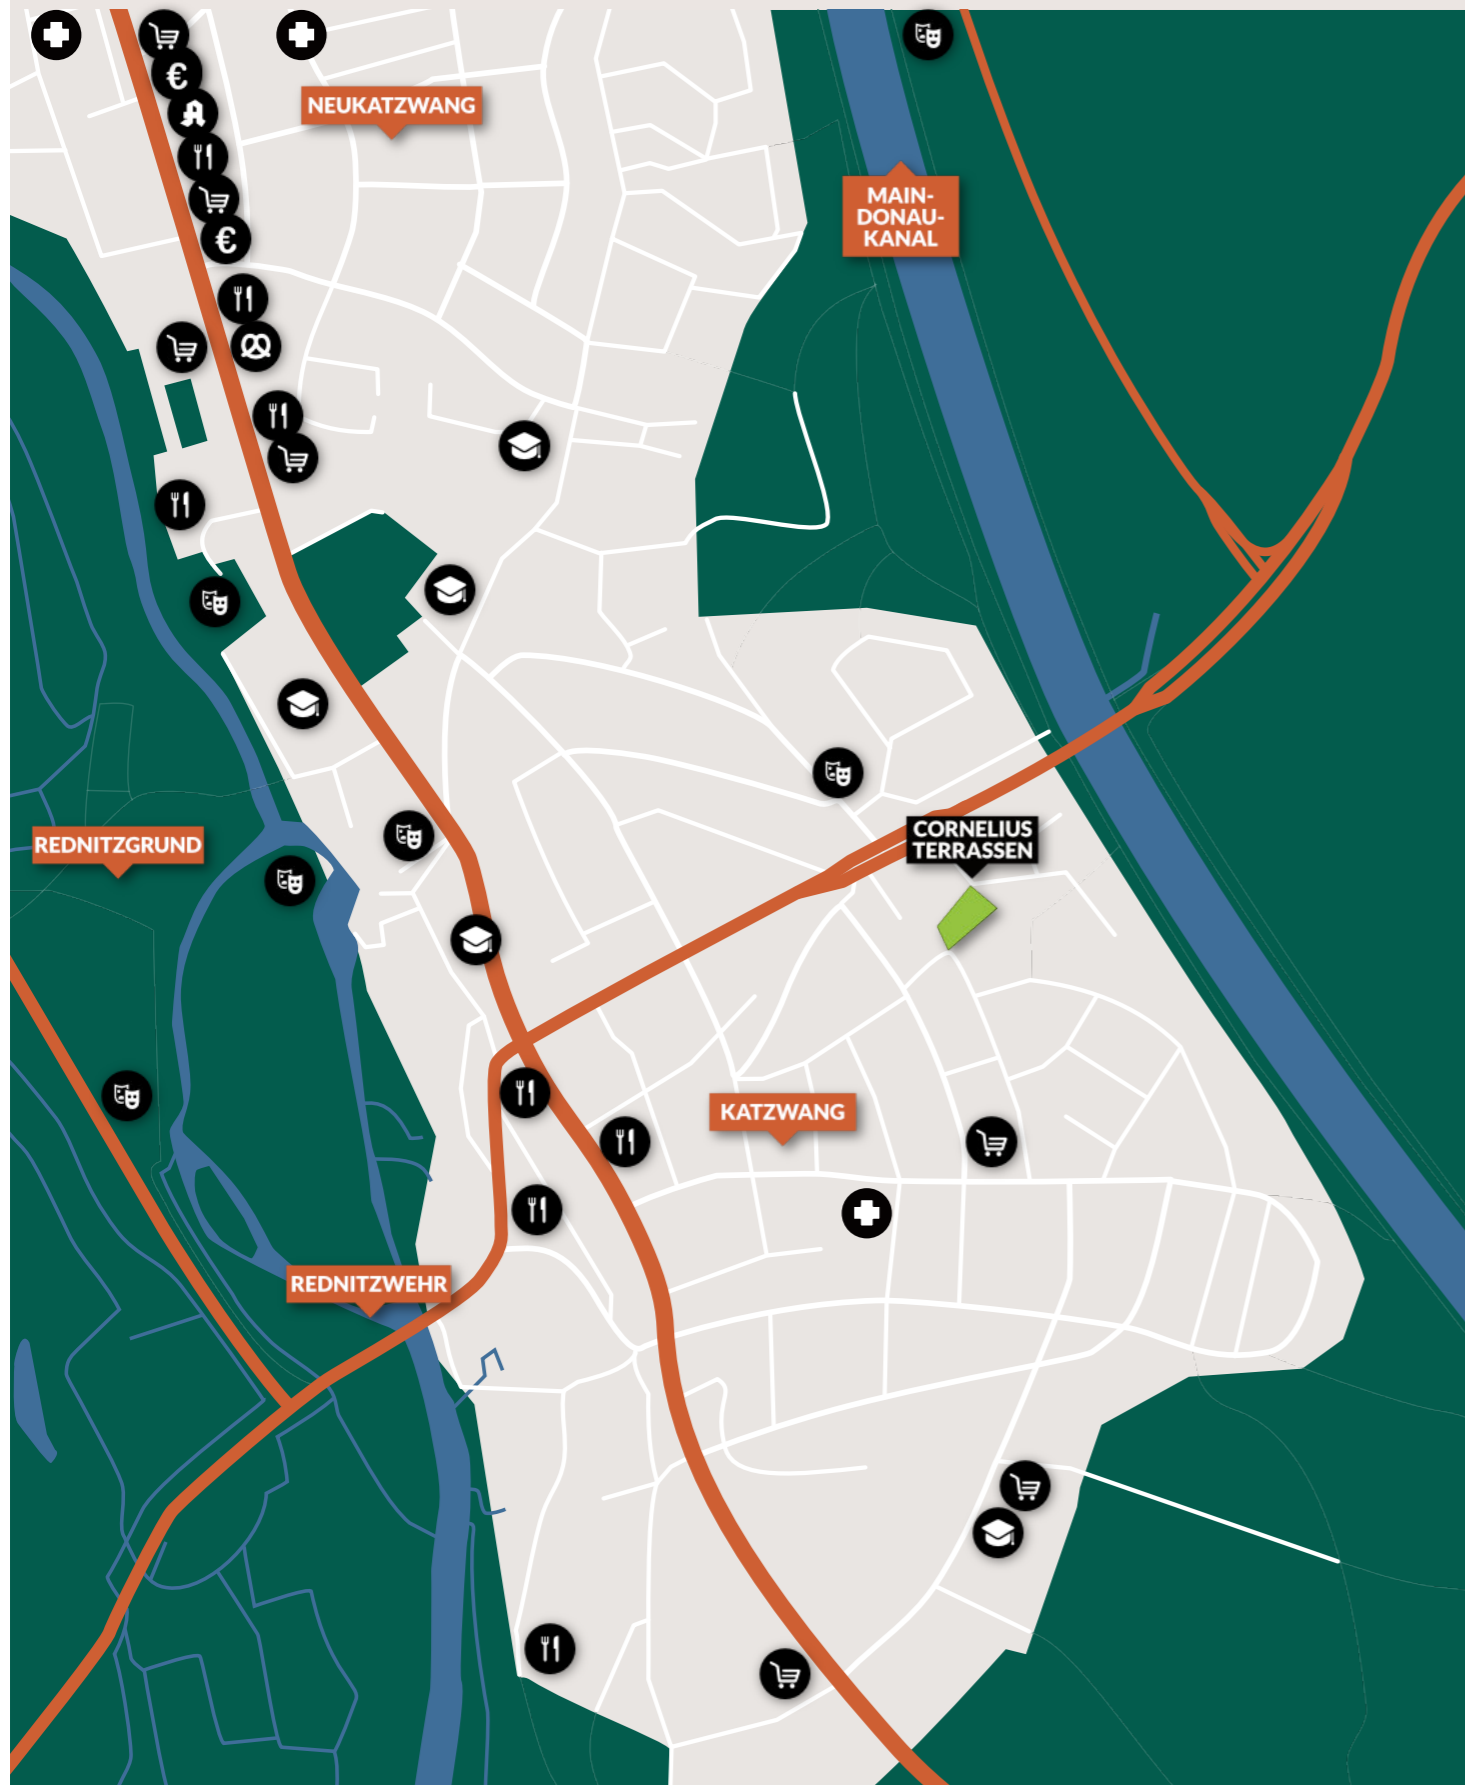 NEUKATZWANG
MAIN-
DONAU-
KANAL
CORNELIUS
TERRASSEN
REDNITZGRUND
KATZWANG
REDNITZWEHR